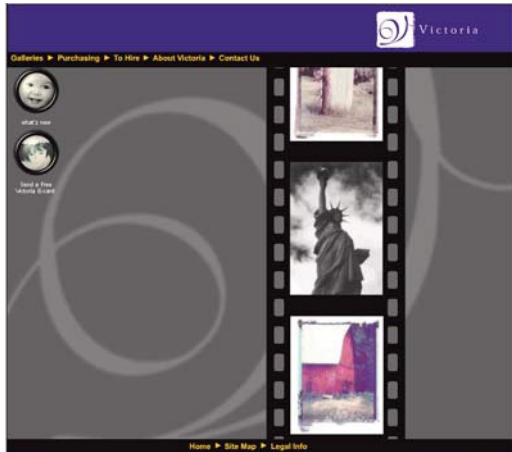 Victoria
Galleries ► Purchasing ► To Hire ► About Victoria ► Contact Us
what's new
Send a Free
Victoria E-card
Home ► Site Map ► Legal Info